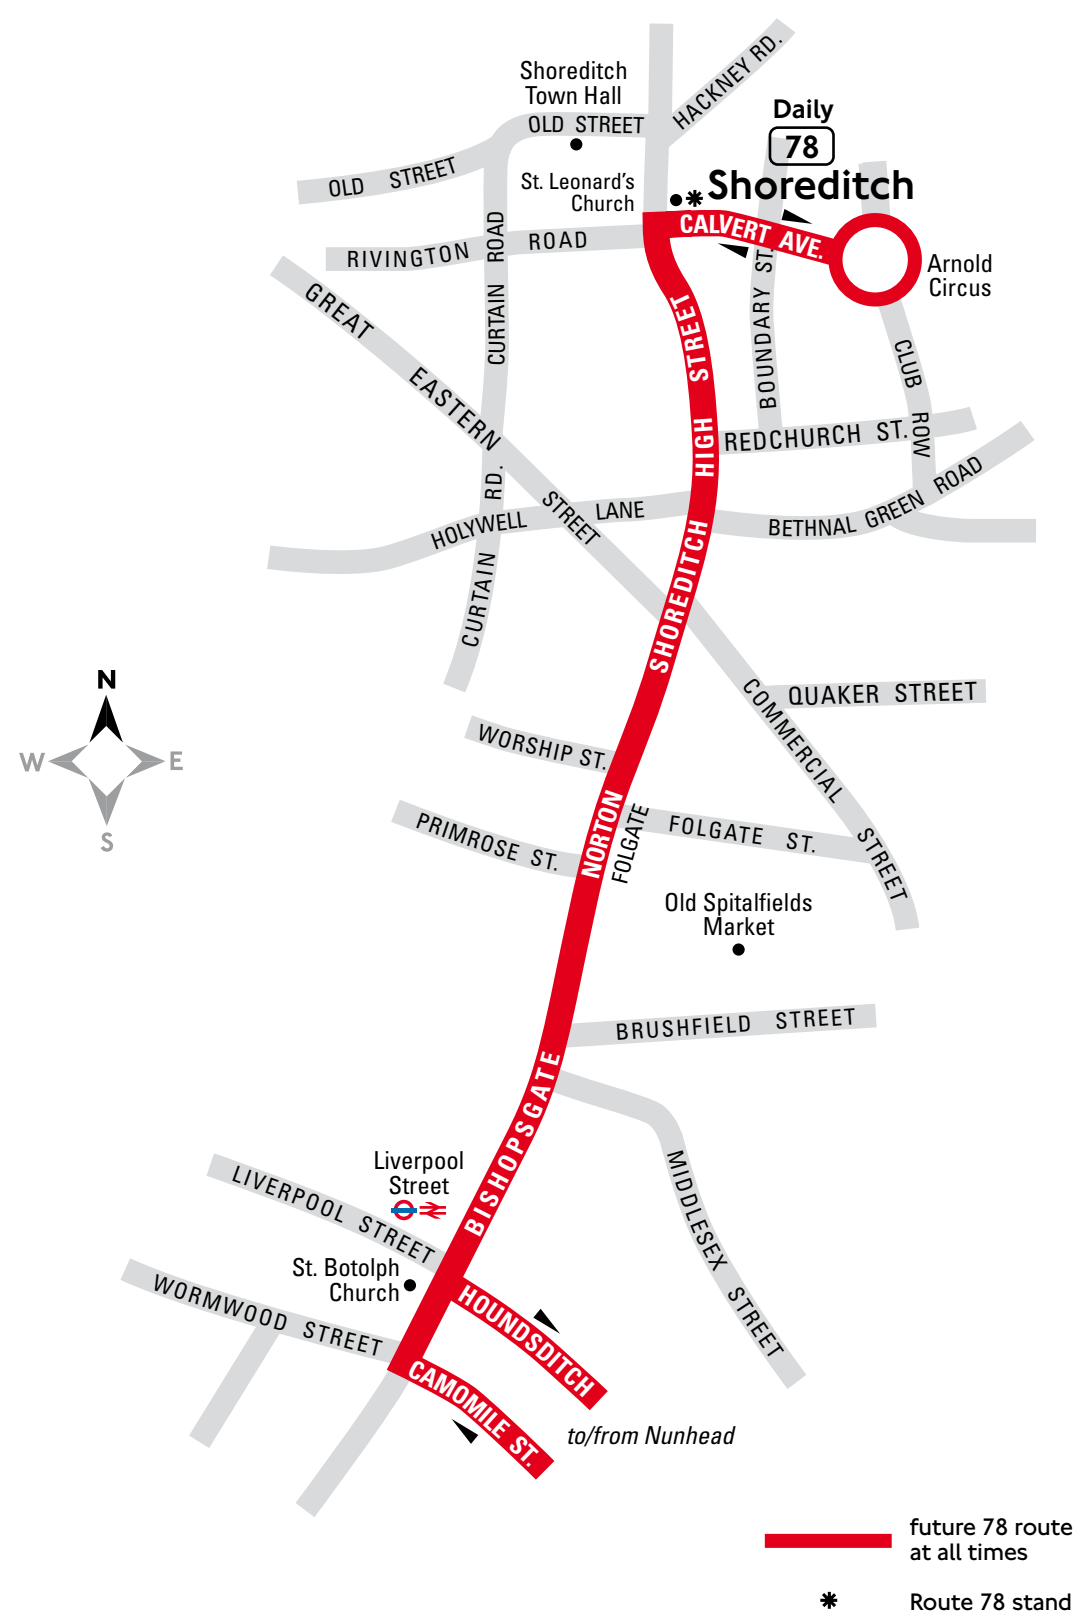 Shoreditch
Town Hall
HACKNEY RD.
Daily
78
Shoreditch
OLD STREET
OLD STREET
St. Leonard's
Church
CALVERT AVE.
Arnold
Circus
RIVINGTON ROAD
CURTAIN ROAD
GREAT EASTERN STREET
BOUNDARY ST.
CLUB ROW
SHOREDITCH HIGH STREET
REDCHURCH ST.
CURTAIN RD.
HOLYWELL LANE
BETHNAL GREEN ROAD
N
W
E
S
QUAKER STREET
COMMERCIAL STREET
WORSHIP ST.
NORTON
FOLGATE
FOLGATE ST.
PRIMROSE ST.
Old Spitalfields
Market
BRUSHFIELD STREET
BISHOPSGATE
MIDDLESEX STREET
Liverpool
Street
LIVERPOOL STREET
St. Botolph
Church
WORMWOOD STREET
HOUNDSDITCH
CAMOMILE ST.
to/from Nunhead
future 78 route
at all times
Route 78 stand